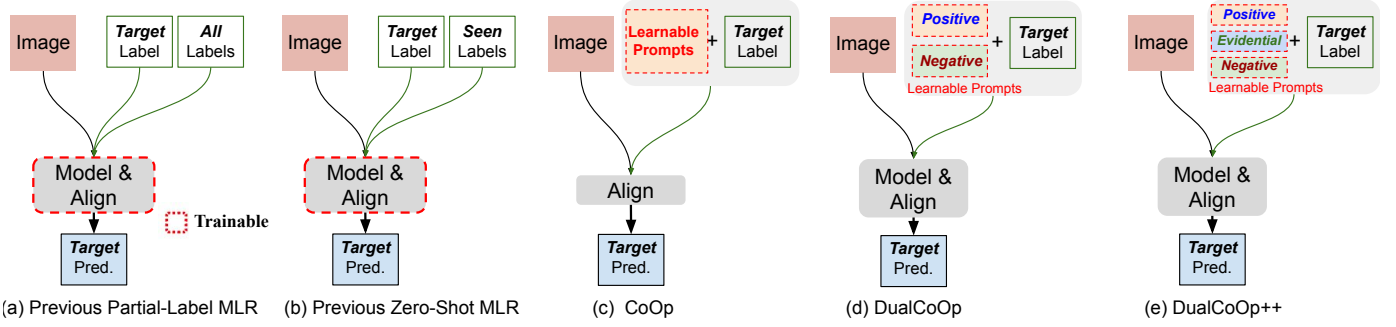 Image
Target
Label
All
Labels
Model &
Align
Target
Pred.
Trainable
(a) Previous Partial-Label MLR
Image
Target
Label
Seen
Labels
Model &
Align
Target
Pred.
(b) Previous Zero-Shot MLR
Image
Learnable
Prompts
+
Target
Label
Align
Target
Pred.
(c) CoOp
Image
Positive
Negative
+
Target
Label
Learnable Prompts
Model &
Align
Target
Pred.
(d) DualCoOp
Image
Positive
Evidential
Negative
+
Target
Label
Learnable Prompts
Model &
Align
Target
Pred.
(e) DualCoOp++